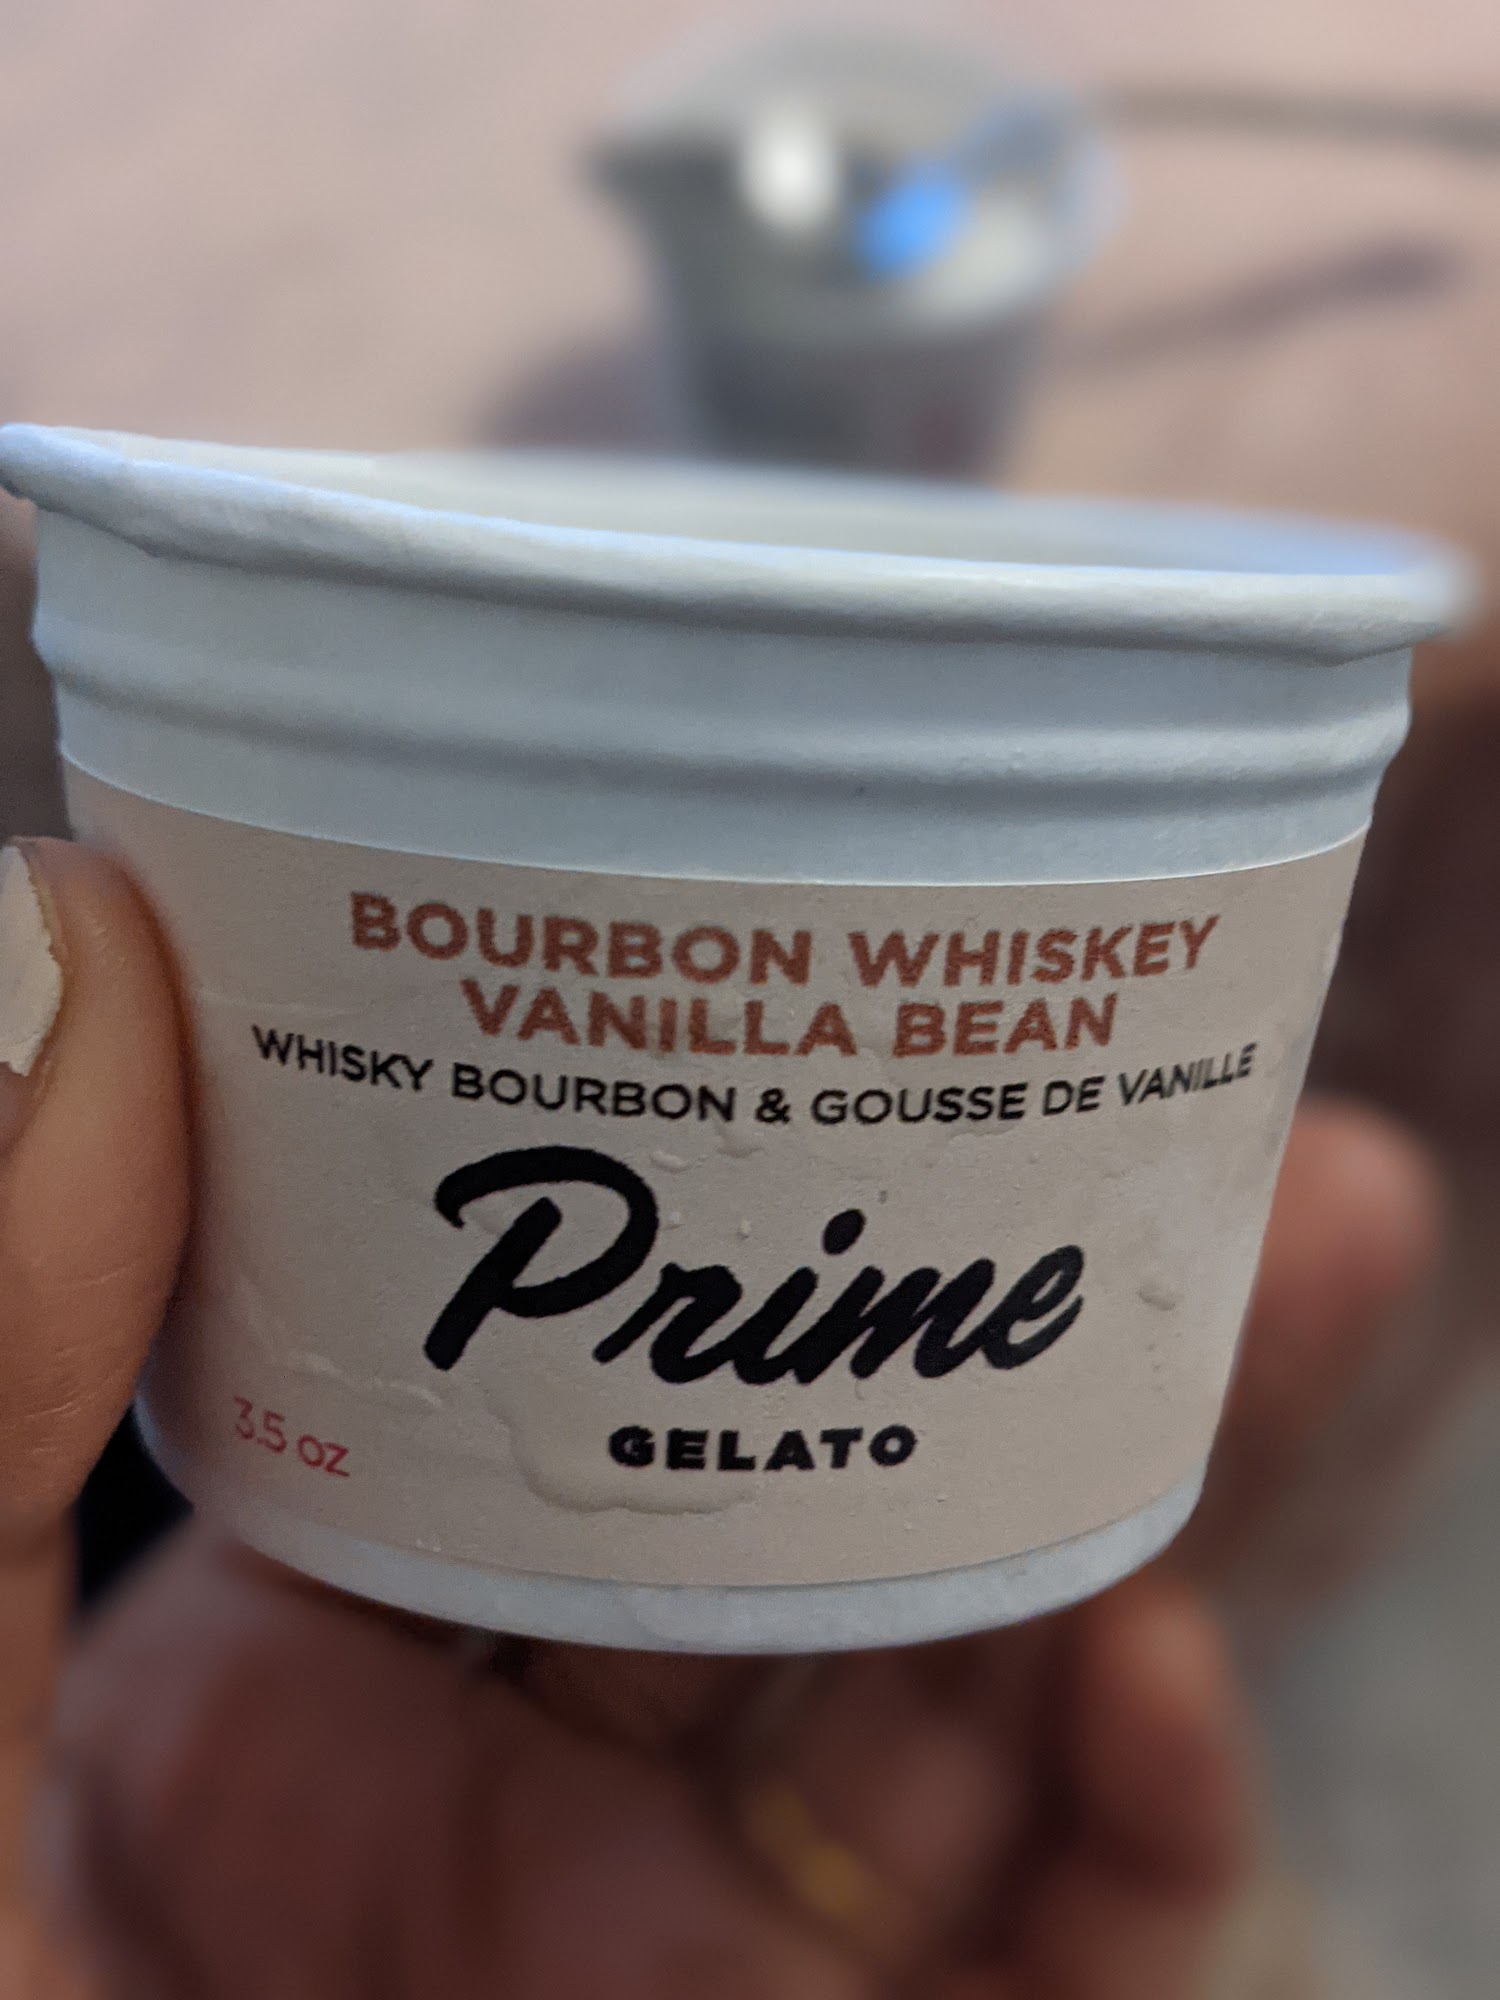 BOURBON WHISKEY
VANILLA BEAN
WHISKY BOURBON & GOUSSE DE VANILLE
Prime
GELATO
3.5 oz